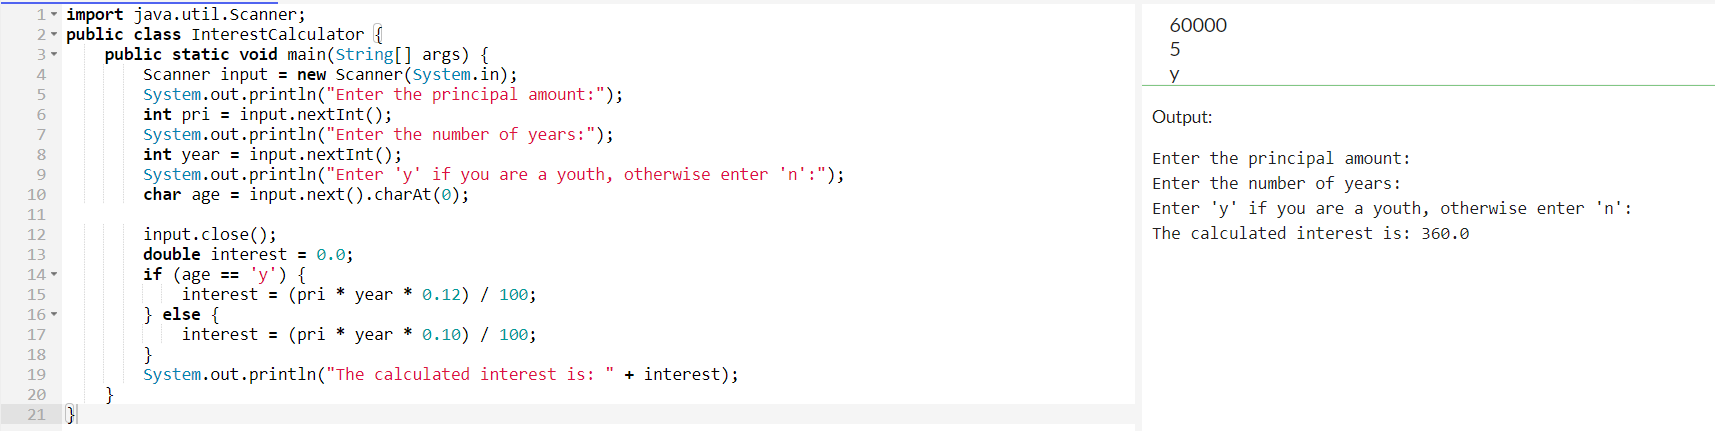 1 import java.util.Scanner;
2 public class InterestCalculator {
3     public static void main(String[] args) {
4         Scanner input = new Scanner(System.in);
5         System.out.println("Enter the principal amount:");
6         int pri = input.nextInt();
7         System.out.println("Enter the number of years:");
8         int year = input.nextInt();
9         System.out.println("Enter 'y' if you are a youth, otherwise enter 'n':");
10         char age = input.next().charAt(0);
11
12         input.close();
13         double interest = 0.0;
14         if (age == 'y') {
15             interest = (pri * year * 0.12) / 100;
16         } else {
17             interest = (pri * year * 0.10) / 100;
18         }
19         System.out.println("The calculated interest is: " + interest);
20     }
21 }
60000
5
y
Output:
Enter the principal amount:
Enter the number of years:
Enter 'y' if you are a youth, otherwise enter 'n':
The calculated interest is: 360.0